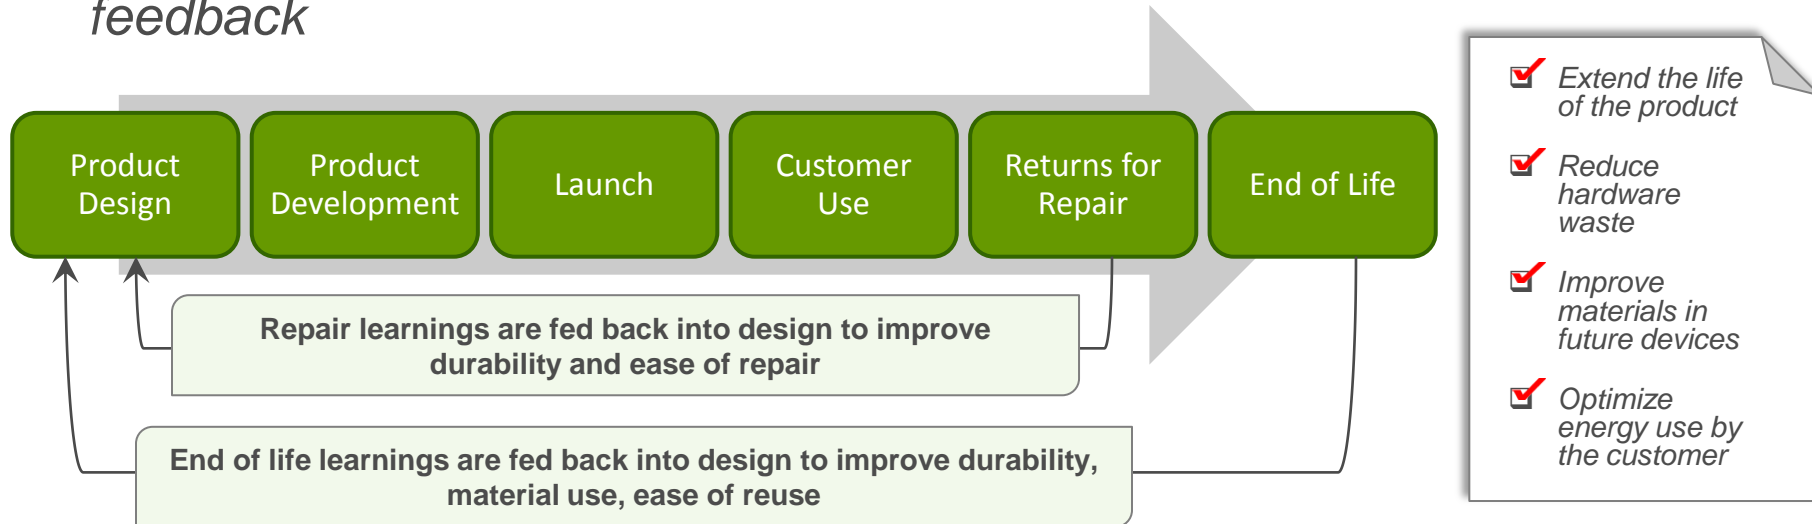 feedback
Product
Design
Product
Development
Launch
Customer
Use
Returns for
Repair
End of Life
Repair learnings are fed back into design to improve
durability and ease of repair
End of life learnings are fed back into design to improve durability,
material use, ease of reuse
Extend the life
of the product
Reduce
hardware
waste
Improve
materials in
future devices
Optimize
energy use by
the customer